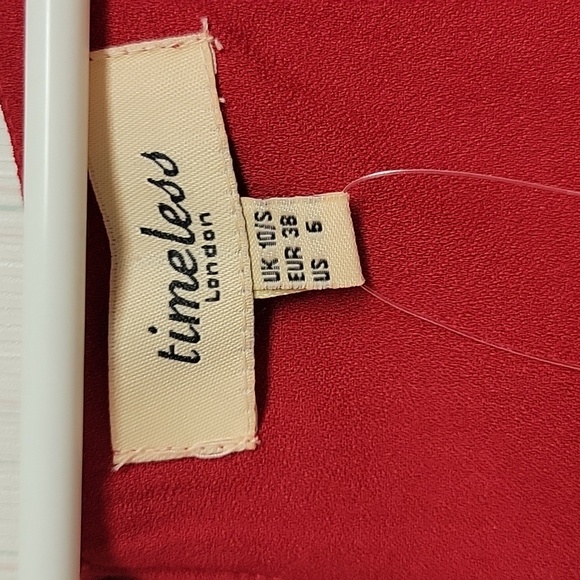 timeless
London
UK 10/S
EUR 38
US 6